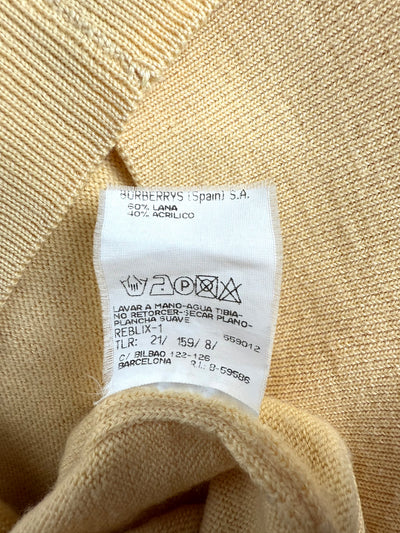 BURBERRYS (Spain) S.A.
60% LANA
40% ACRILICO
P
LAVAR A MANO-AGUA TIBIA-
NO RETORCER-SECAR PLANO-
PLANCHA SUAVE
REBLIX-1
TLR: 21/ 159/ 8/ 559012
C/ BILBAO 122-126
BARCELONA R.I.: B-59586